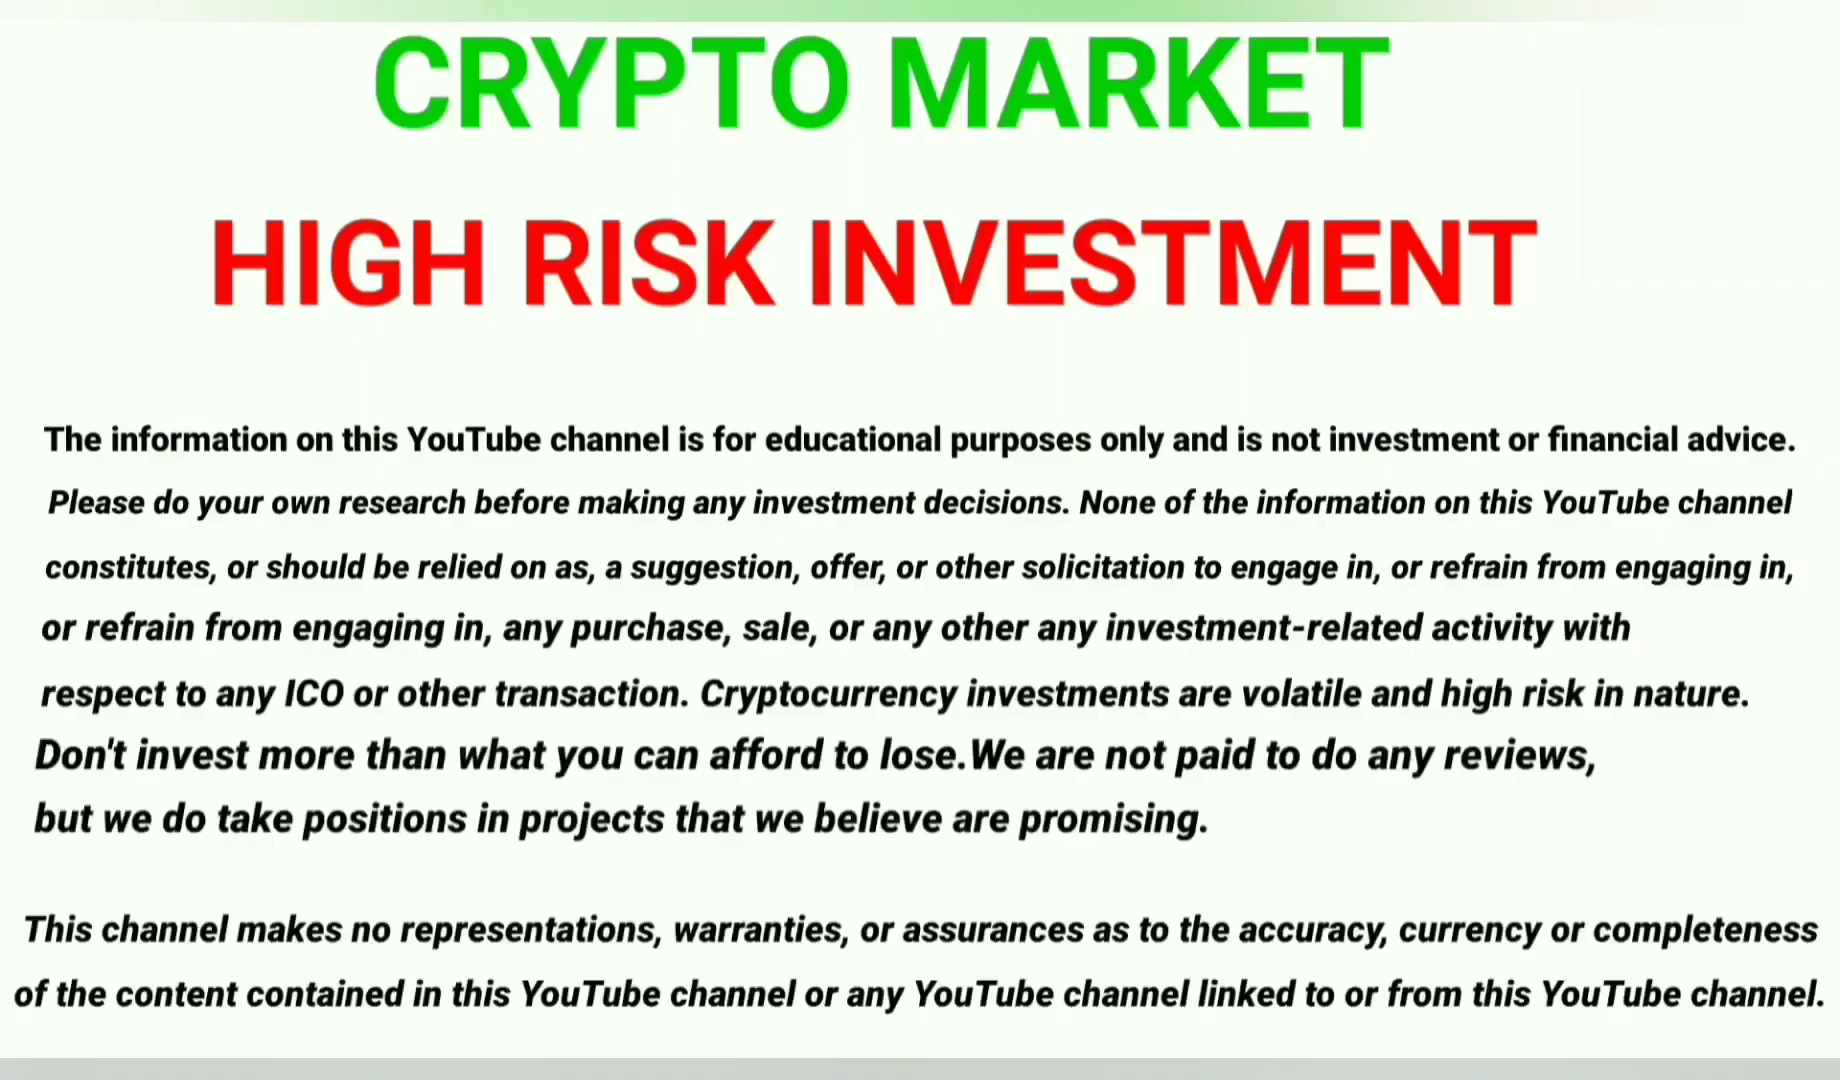 CRYPTO MARKET
HIGH RISK INVESTMENT
The information on this YouTube channel is for educational purposes only and is not investment or financial advice.
Please do your own research before making any investment decisions. None of the information on this YouTube channel
constitutes, or should be relied on as, a suggestion, offer, or other solicitation to engage in, or refrain from engaging in,
or refrain from engaging in, any purchase, sale, or any other any investment-related activity with
respect to any ICO or other transaction. Cryptocurrency investments are volatile and high risk in nature.
Don't invest more than what you can afford to lose.We are not paid to do any reviews,
but we do take positions in projects that we believe are promising.
This channel makes no representations, warranties, or assurances as to the accuracy, currency or completeness
of the content contained in this YouTube channel or any YouTube channel linked to or from this YouTube channel.